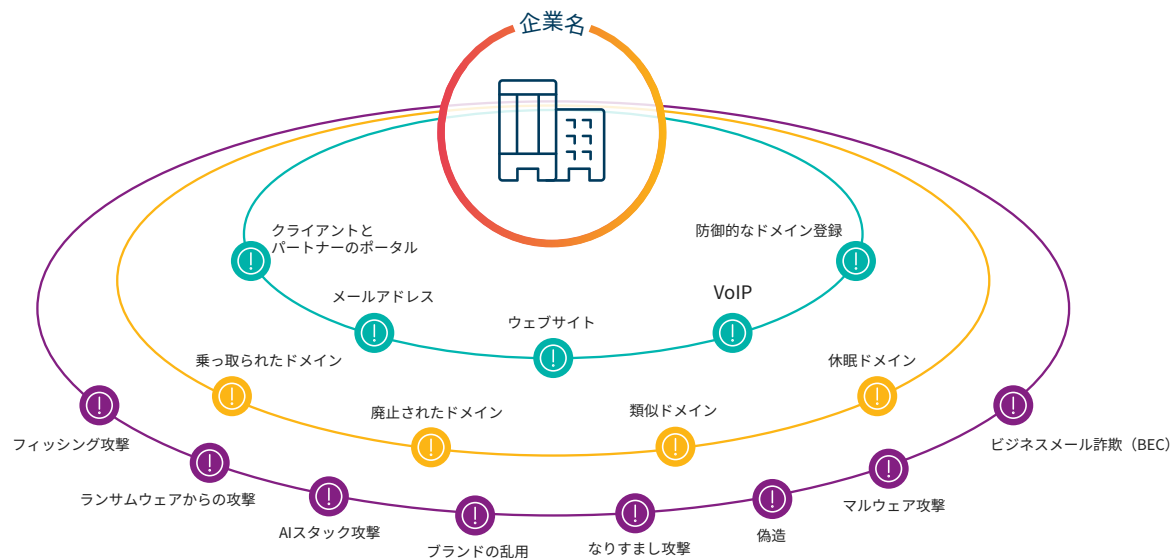 企業名
クライアントと
パートナーのポータル
防御的なドメイン登録
メールアドレス
VoIP
ウェブサイト
乗っ取られたドメイン
休眠ドメイン
廃止されたドメイン
類似ドメイン
フィッシング攻撃
ビジネスメール詐欺（BEC）
ランサムウェアからの攻撃
マルウェア攻撃
AIスタック攻撃
偽造
ブランドの乱用
なりすまし攻撃